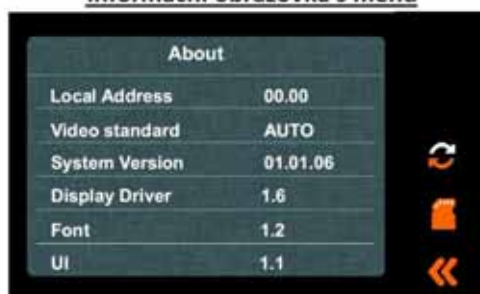 Informační obrazovka s menu
About
Local Address 00.00
Video standard AUTO
System Version 01.01.06
Display Driver 1.6
Font 1.2
UI 1.1